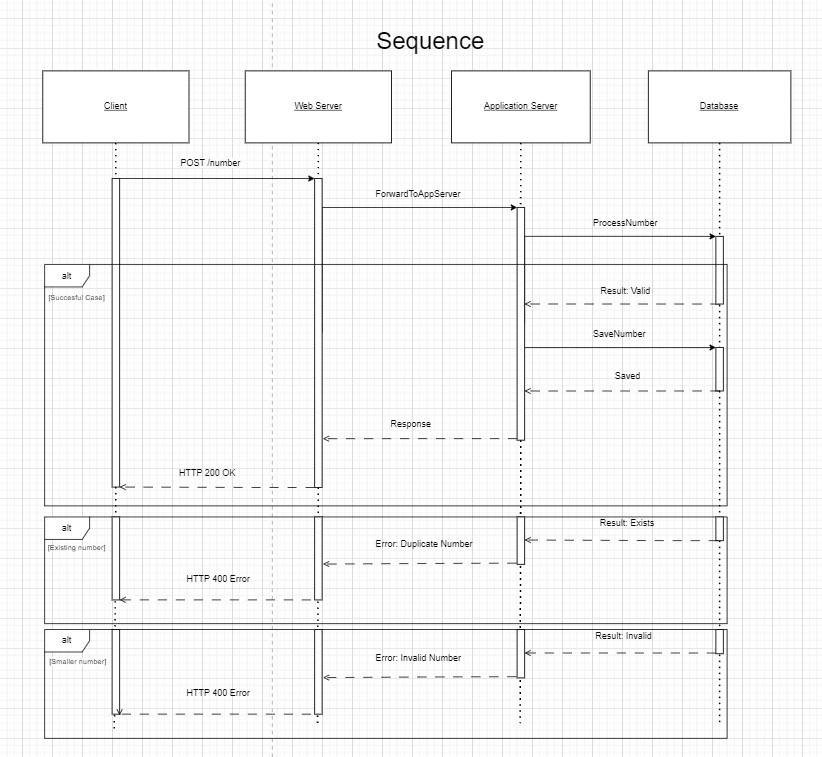 Sequence
Client
Web Server
Application Server
Database
POST /number
ForwardToAppServer
ProcessNumber
alt
[Succesful Case]
Result: Valid
SaveNumber
Saved
Response
HTTP 200 OK
alt
[Existing number]
Result: Exists
Error: Duplicate Number
HTTP 400 Error
alt
[Smaller number]
Result: Invalid
Error: Invalid Number
HTTP 400 Error